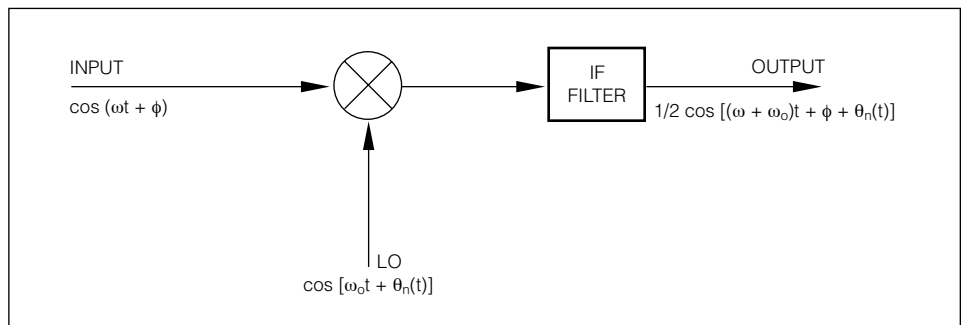 INPUT
cos (ωt + ϕ)
IF
FILTER
OUTPUT
1/2 cos [(ω + ωₒ)t + ϕ + θₙ(t)]
LO
cos [ωₒt + θₙ(t)]